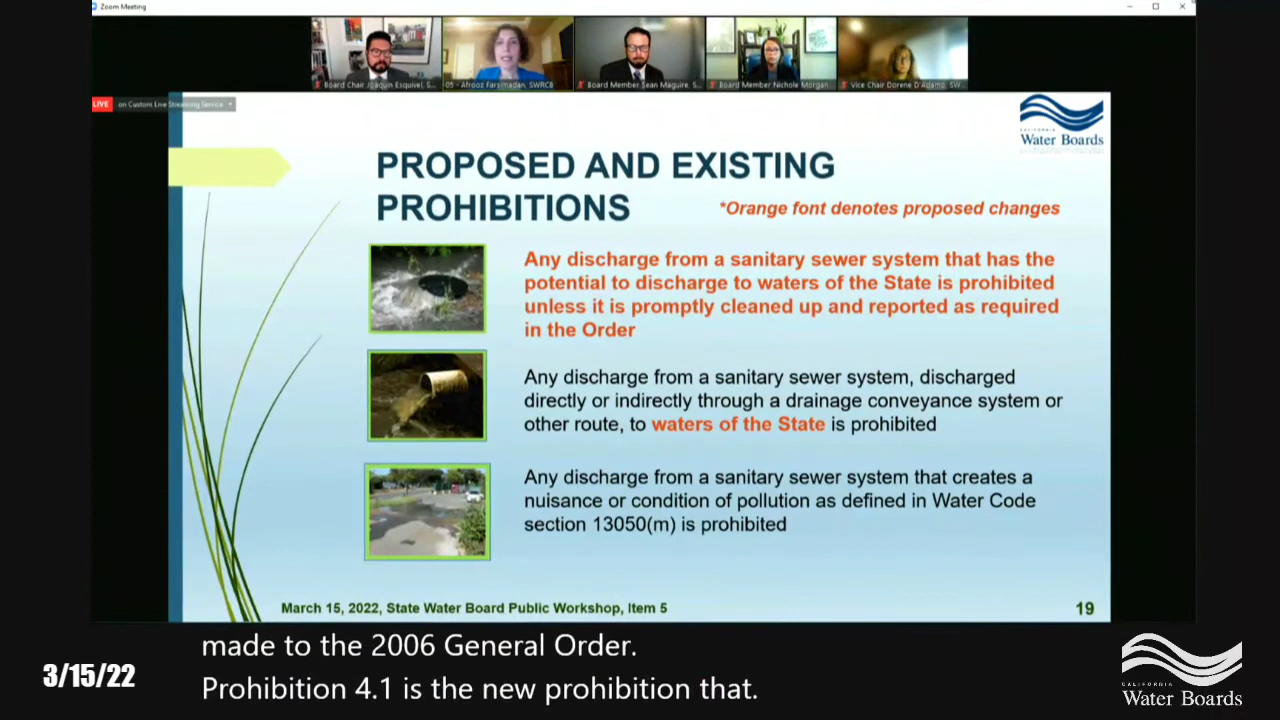 Zoom Meeting
Board Chair Joaquin Esquivel, S...
05 - Afrooz Farsimadan, SWRCB
Board Member Sean Maguire, S...
Board Member Nichole Morgan
Vice Chair Dorene D'Adamo, SW...
LIVE on Custom Live Streaming Service
CALIFORNIA
Water Boards
PROPOSED AND EXISTING
PROHIBITIONS
*Orange font denotes proposed changes
Any discharge from a sanitary sewer system that has the
potential to discharge to waters of the State is prohibited
unless it is promptly cleaned up and reported as required
in the Order
Any discharge from a sanitary sewer system, discharged
directly or indirectly through a drainage conveyance system or
other route, to waters of the State is prohibited
Any discharge from a sanitary sewer system that creates a
nuisance or condition of pollution as defined in Water Code
section 13050(m) is prohibited
March 15, 2022, State Water Board Public Workshop, Item 5
19
made to the 2006 General Order.
Prohibition 4.1 is the new prohibition that.
3/15/22
CALIFORNIA
Water Boards